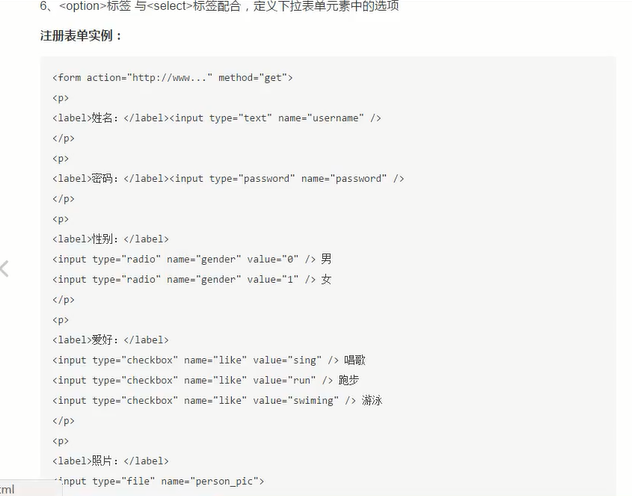 6、<option>标签 与<select>标签配合，定义下拉表单元素中的选项
注册表单实例：
<form action="http://www..." method="get">
<p>
<label>姓名：</label><input type="text" name="username" />
</p>
<p>
<label>密码：</label><input type="password" name="password" />
</p>
<p>
<label>性别：</label>
<input type="radio" name="gender" value="0" /> 男
<input type="radio" name="gender" value="1" /> 女
</p>
<p>
<label>爱好：</label>
<input type="checkbox" name="like" value="sing" /> 唱歌
<input type="checkbox" name="like" value="run" /> 跑步
<input type="checkbox" name="like" value="swiming" /> 游泳
</p>
<p>
<label>照片：</label>
<input type="file" name="person_pic">
tml